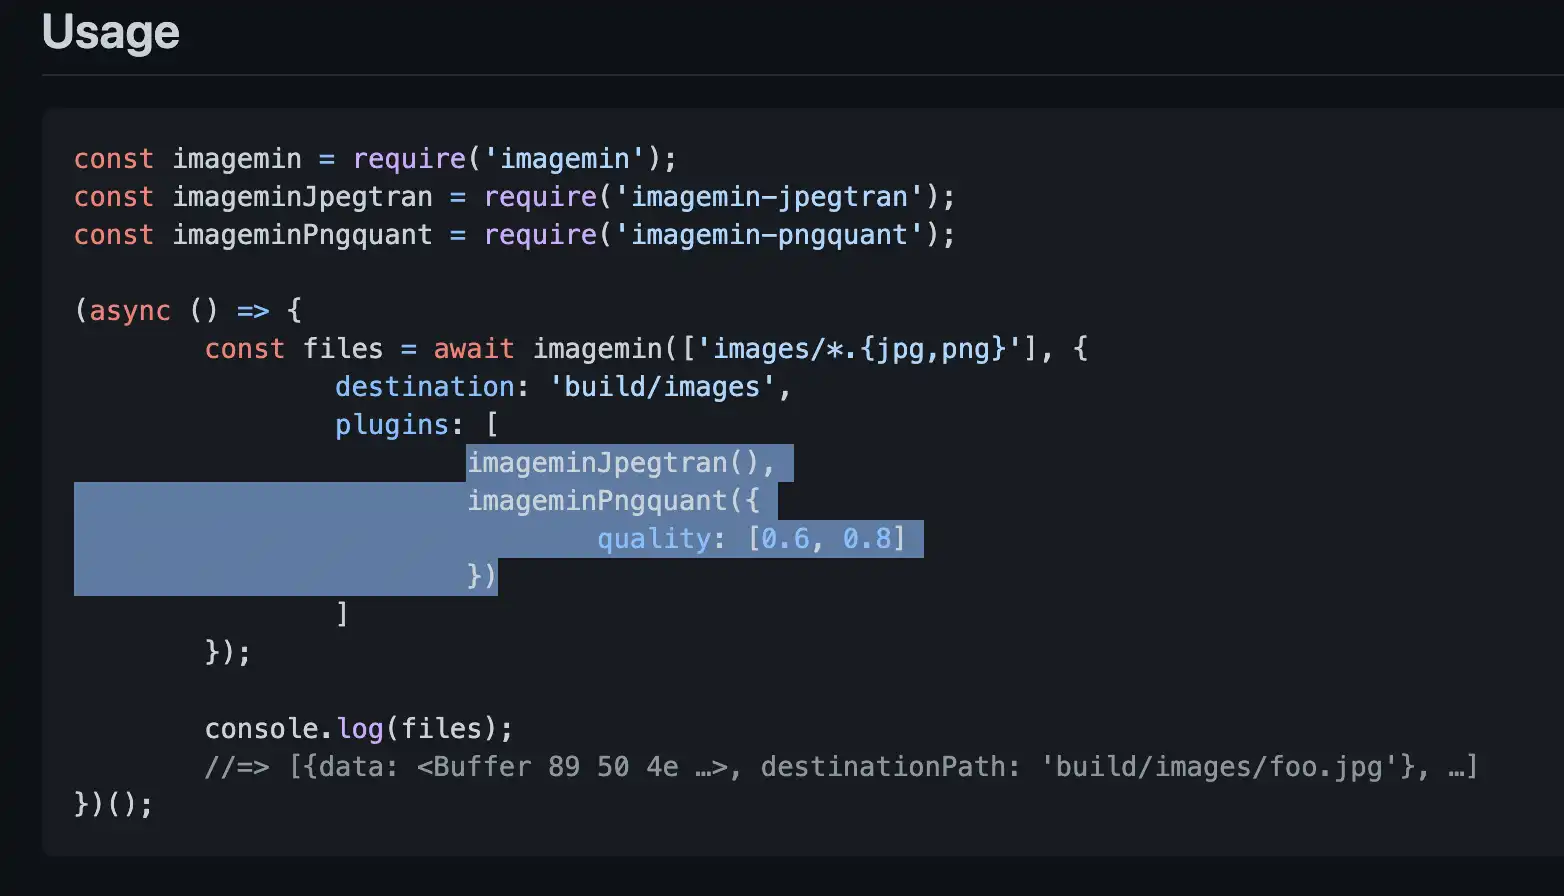 Usage
const imagemin = require('imagemin');
const imageminJpegtran = require('imagemin-jpegtran');
const imageminPngquant = require('imagemin-pngquant');
(async () => {
	const files = await imagemin(['images/*.{jpg,png}'], {
		destination: 'build/images',
		plugins: [
			imageminJpegtran(),
			imageminPngquant({
				quality: [0.6, 0.8]
			})
		]
	});
	console.log(files);
	//=> [{data: <Buffer 89 50 4e …>, destinationPath: 'build/images/foo.jpg'}, …]
})();